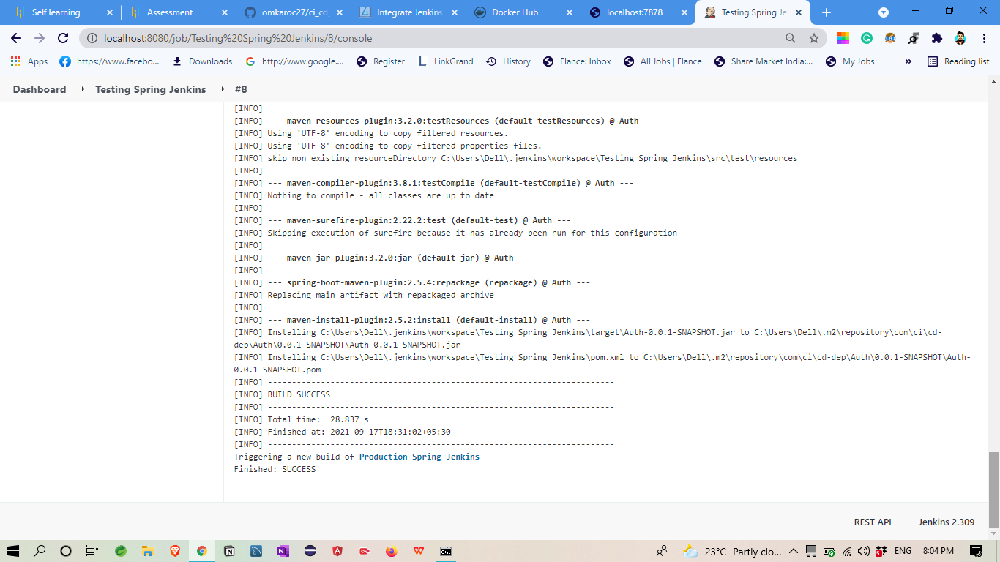 Self learning
Assessment
omkaroc27/ci_cd_
Integrate Jenkins
Docker Hub
localhost:7878
Testing Spring Je
localhost:8080/job/Testing%20Spring%20Jenkins/8/console
Apps
https://www.facebo...
Downloads
http://www.google....
Register
LinkGrand
History
Elance: Inbox
All Jobs | Elance
Share Market India:...
My Jobs
»
Reading list
Dashboard
Testing Spring Jenkins
#8
[INFO]
[INFO] --- maven-resources-plugin:3.2.0:testResources (default-testResources) @ Auth ---
[INFO] Using 'UTF-8' encoding to copy filtered resources.
[INFO] Using 'UTF-8' encoding to copy filtered properties files.
[INFO] skip non existing resourceDirectory C:\Users\Dell\.jenkins\workspace\Testing Spring Jenkins\src\test\resources
[INFO]
[INFO] --- maven-compiler-plugin:3.8.1:testCompile (default-testCompile) @ Auth ---
[INFO] Nothing to compile - all classes are up to date
[INFO]
[INFO] --- maven-surefire-plugin:2.22.2:test (default-test) @ Auth ---
[INFO] Skipping execution of surefire because it has already been run for this configuration
[INFO]
[INFO] --- maven-jar-plugin:3.2.0:jar (default-jar) @ Auth ---
[INFO]
[INFO] --- spring-boot-maven-plugin:2.5.4:repackage (repackage) @ Auth ---
[INFO] Replacing main artifact with repackaged archive
[INFO]
[INFO] --- maven-install-plugin:2.5.2:install (default-install) @ Auth ---
[INFO] Installing C:\Users\Dell\.jenkins\workspace\Testing Spring Jenkins\target\Auth-0.0.1-SNAPSHOT.jar to C:\Users\Dell\.m2\repository\com\ci\cd-
dep\Auth\0.0.1-SNAPSHOT\Auth-0.0.1-SNAPSHOT.jar
[INFO] Installing C:\Users\Dell\.jenkins\workspace\Testing Spring Jenkins\pom.xml to C:\Users\Dell\.m2\repository\com\ci\cd-dep\Auth\0.0.1-SNAPSHOT\Auth-
0.0.1-SNAPSHOT.pom
[INFO] ------------------------------------------------------------------------
[INFO] BUILD SUCCESS
[INFO] ------------------------------------------------------------------------
[INFO] Total time:  28.837 s
[INFO] Finished at: 2021-09-17T18:31:02+05:30
[INFO] ------------------------------------------------------------------------
Triggering a new build of Production Spring Jenkins
Finished: SUCCESS
REST API
Jenkins 2.309
23°C Partly clo...
ENG
8:04 PM